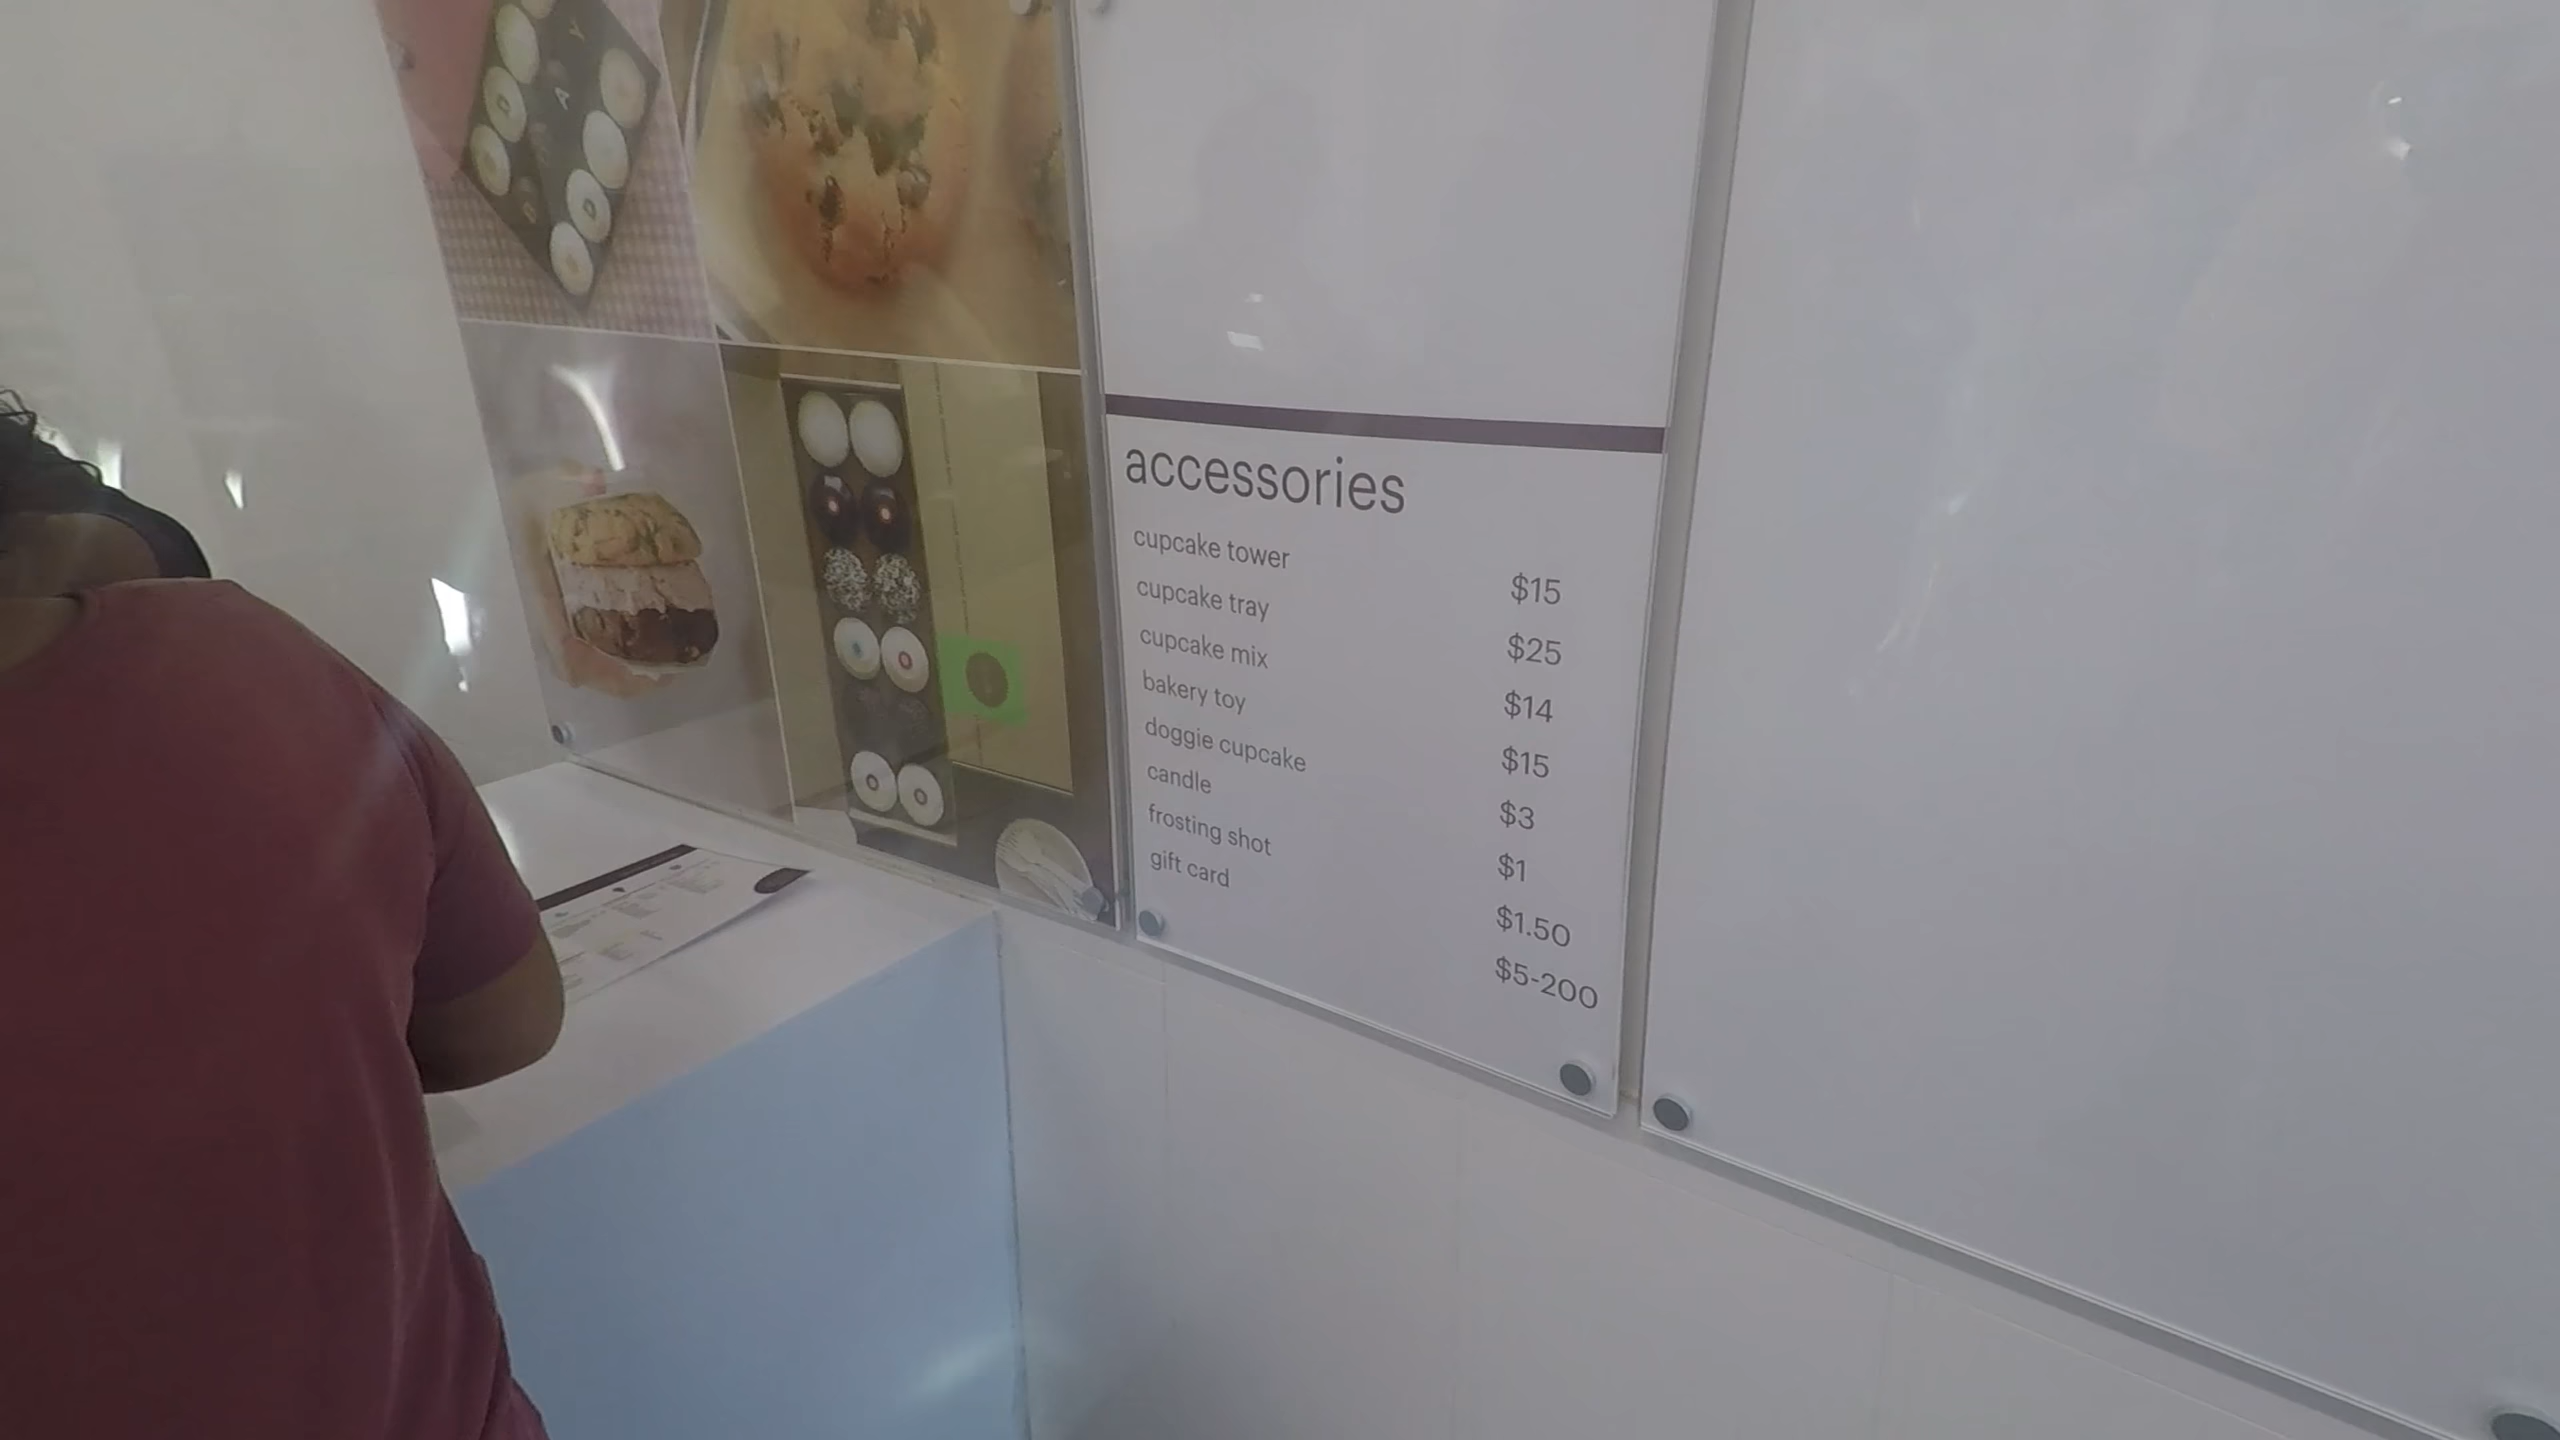 accessories
cupcake tower $15
cupcake tray $25
cupcake mix $14
bakery toy $15
doggie cupcake $3
candle $1
frosting shot $1.50
gift card $5-200